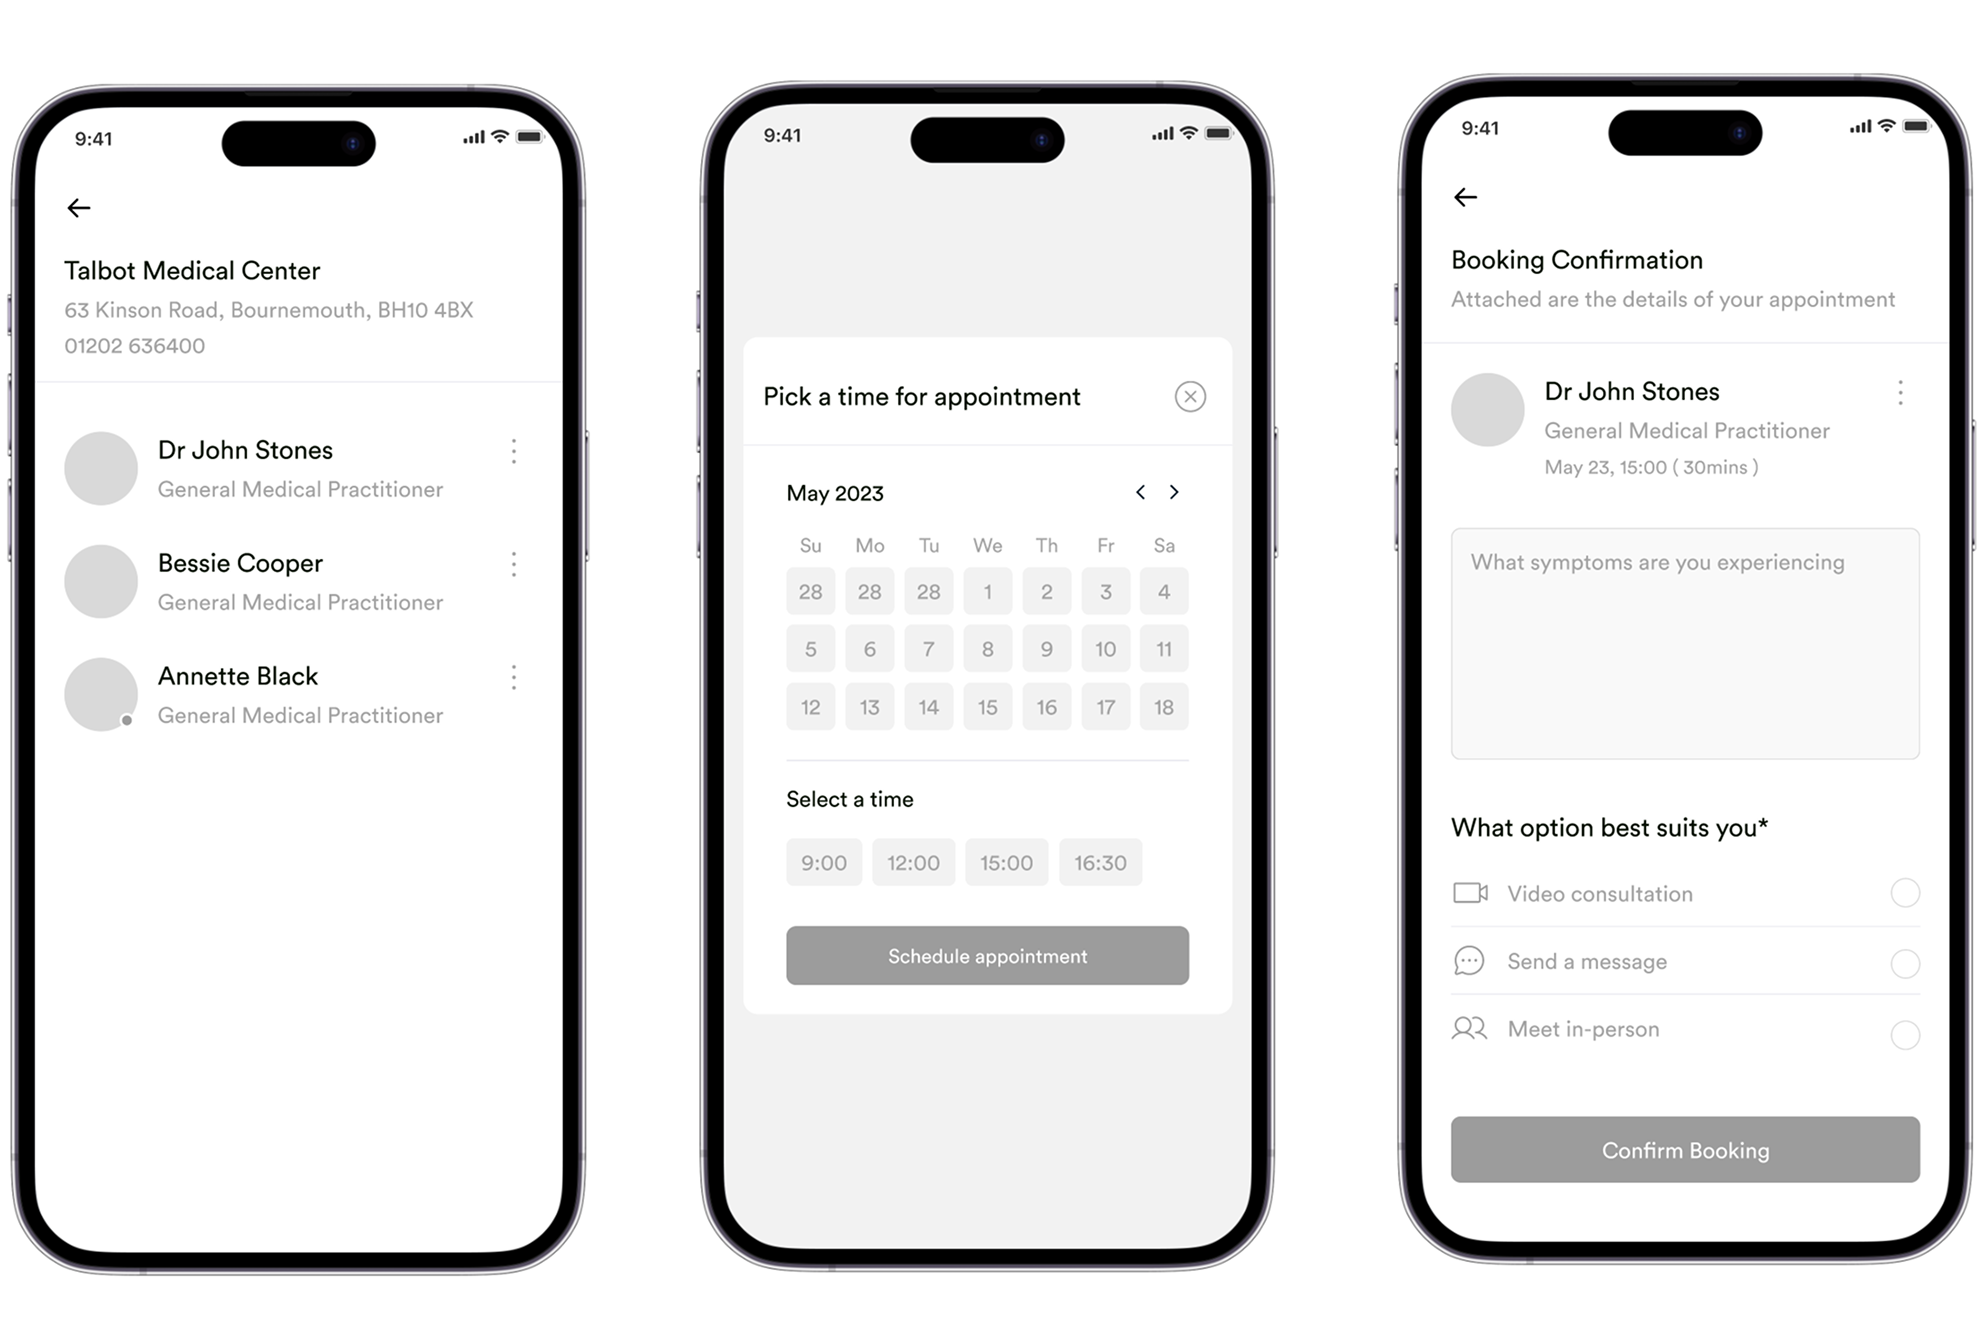 9:41
Talbot Medical Center
63 Kinson Road, Bournemouth, BH10 4BX
01202 636400
Dr John Stones
General Medical Practitioner
Bessie Cooper
General Medical Practitioner
Annette Black
General Medical Practitioner
9:41
Pick a time for appointment
May 2023
Su Mo Tu We Th Fr Sa
28 28 28 1 2 3 4
5 6 7 8 9 10 11
12 13 14 15 16 17 18
Select a time
9:00 12:00 15:00 16:30
Schedule appointment
9:41
Booking Confirmation
Attached are the details of your appointment
Dr John Stones
General Medical Practitioner
May 23, 15:00 ( 30mins )
What symptoms are you experiencing
What option best suits you*
Video consultation
Send a message
Meet in-person
Confirm Booking